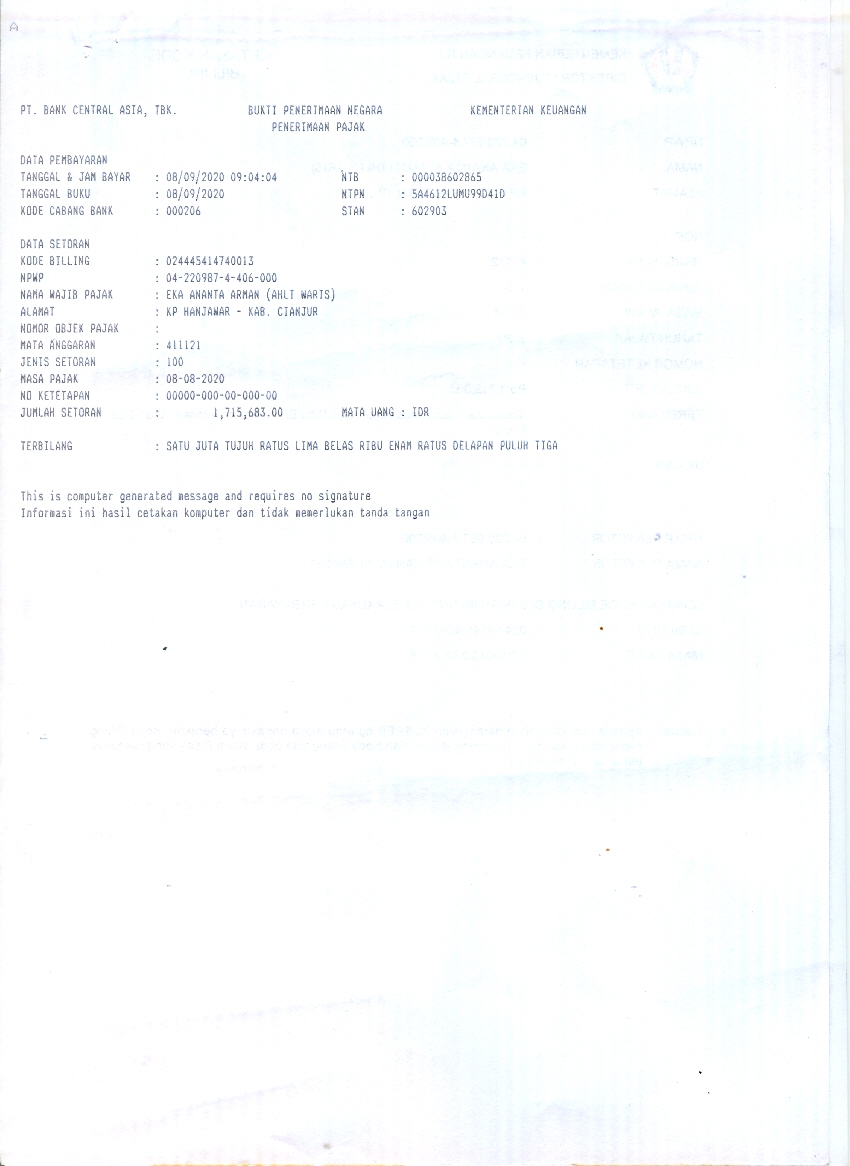 A
PT. BANK CENTRAL ASIA, TBK. BUKTI PENERIMAAN NEGARA KEMENTERIAN KEUANGAN
PENERIMAAN PAJAK
DATA PEMBAYARAN
TANGGAL & JAM BAYAR : 08/09/2020 09:04:04 NTB : 000038602865
TANGGAL BUKU : 08/09/2020 NTPN : 5A4612LUMU99D41D
KODE CABANG BANK : 000206 STAN : 602903
DATA SETORAN
KODE BILLING : 024445414740013
NPWP : 04-220987-4-406-000
NAMA WAJIB PAJAK : EKA ANANTA ARMAN (AHLI WARIS)
ALAMAT : KP HANJAWAR - KAB. CIANJUR
NOMOR OBJEK PAJAK :
MATA ANGGARAN : 411121
JENIS SETORAN : 100
MASA PAJAK : 08-08-2020
NO KETETAPAN : 00000-000-00-000-00
JUMLAH SETORAN : 1,715,683.00 MATA UANG : IDR
TERBILANG : SATU JUTA TUJUH RATUS LIMA BELAS RIBU ENAM RATUS DELAPAN PULUH TIGA
This is computer generated message and requires no signature
Informasi ini hasil cetakan komputer dan tidak memerlukan tanda tangan